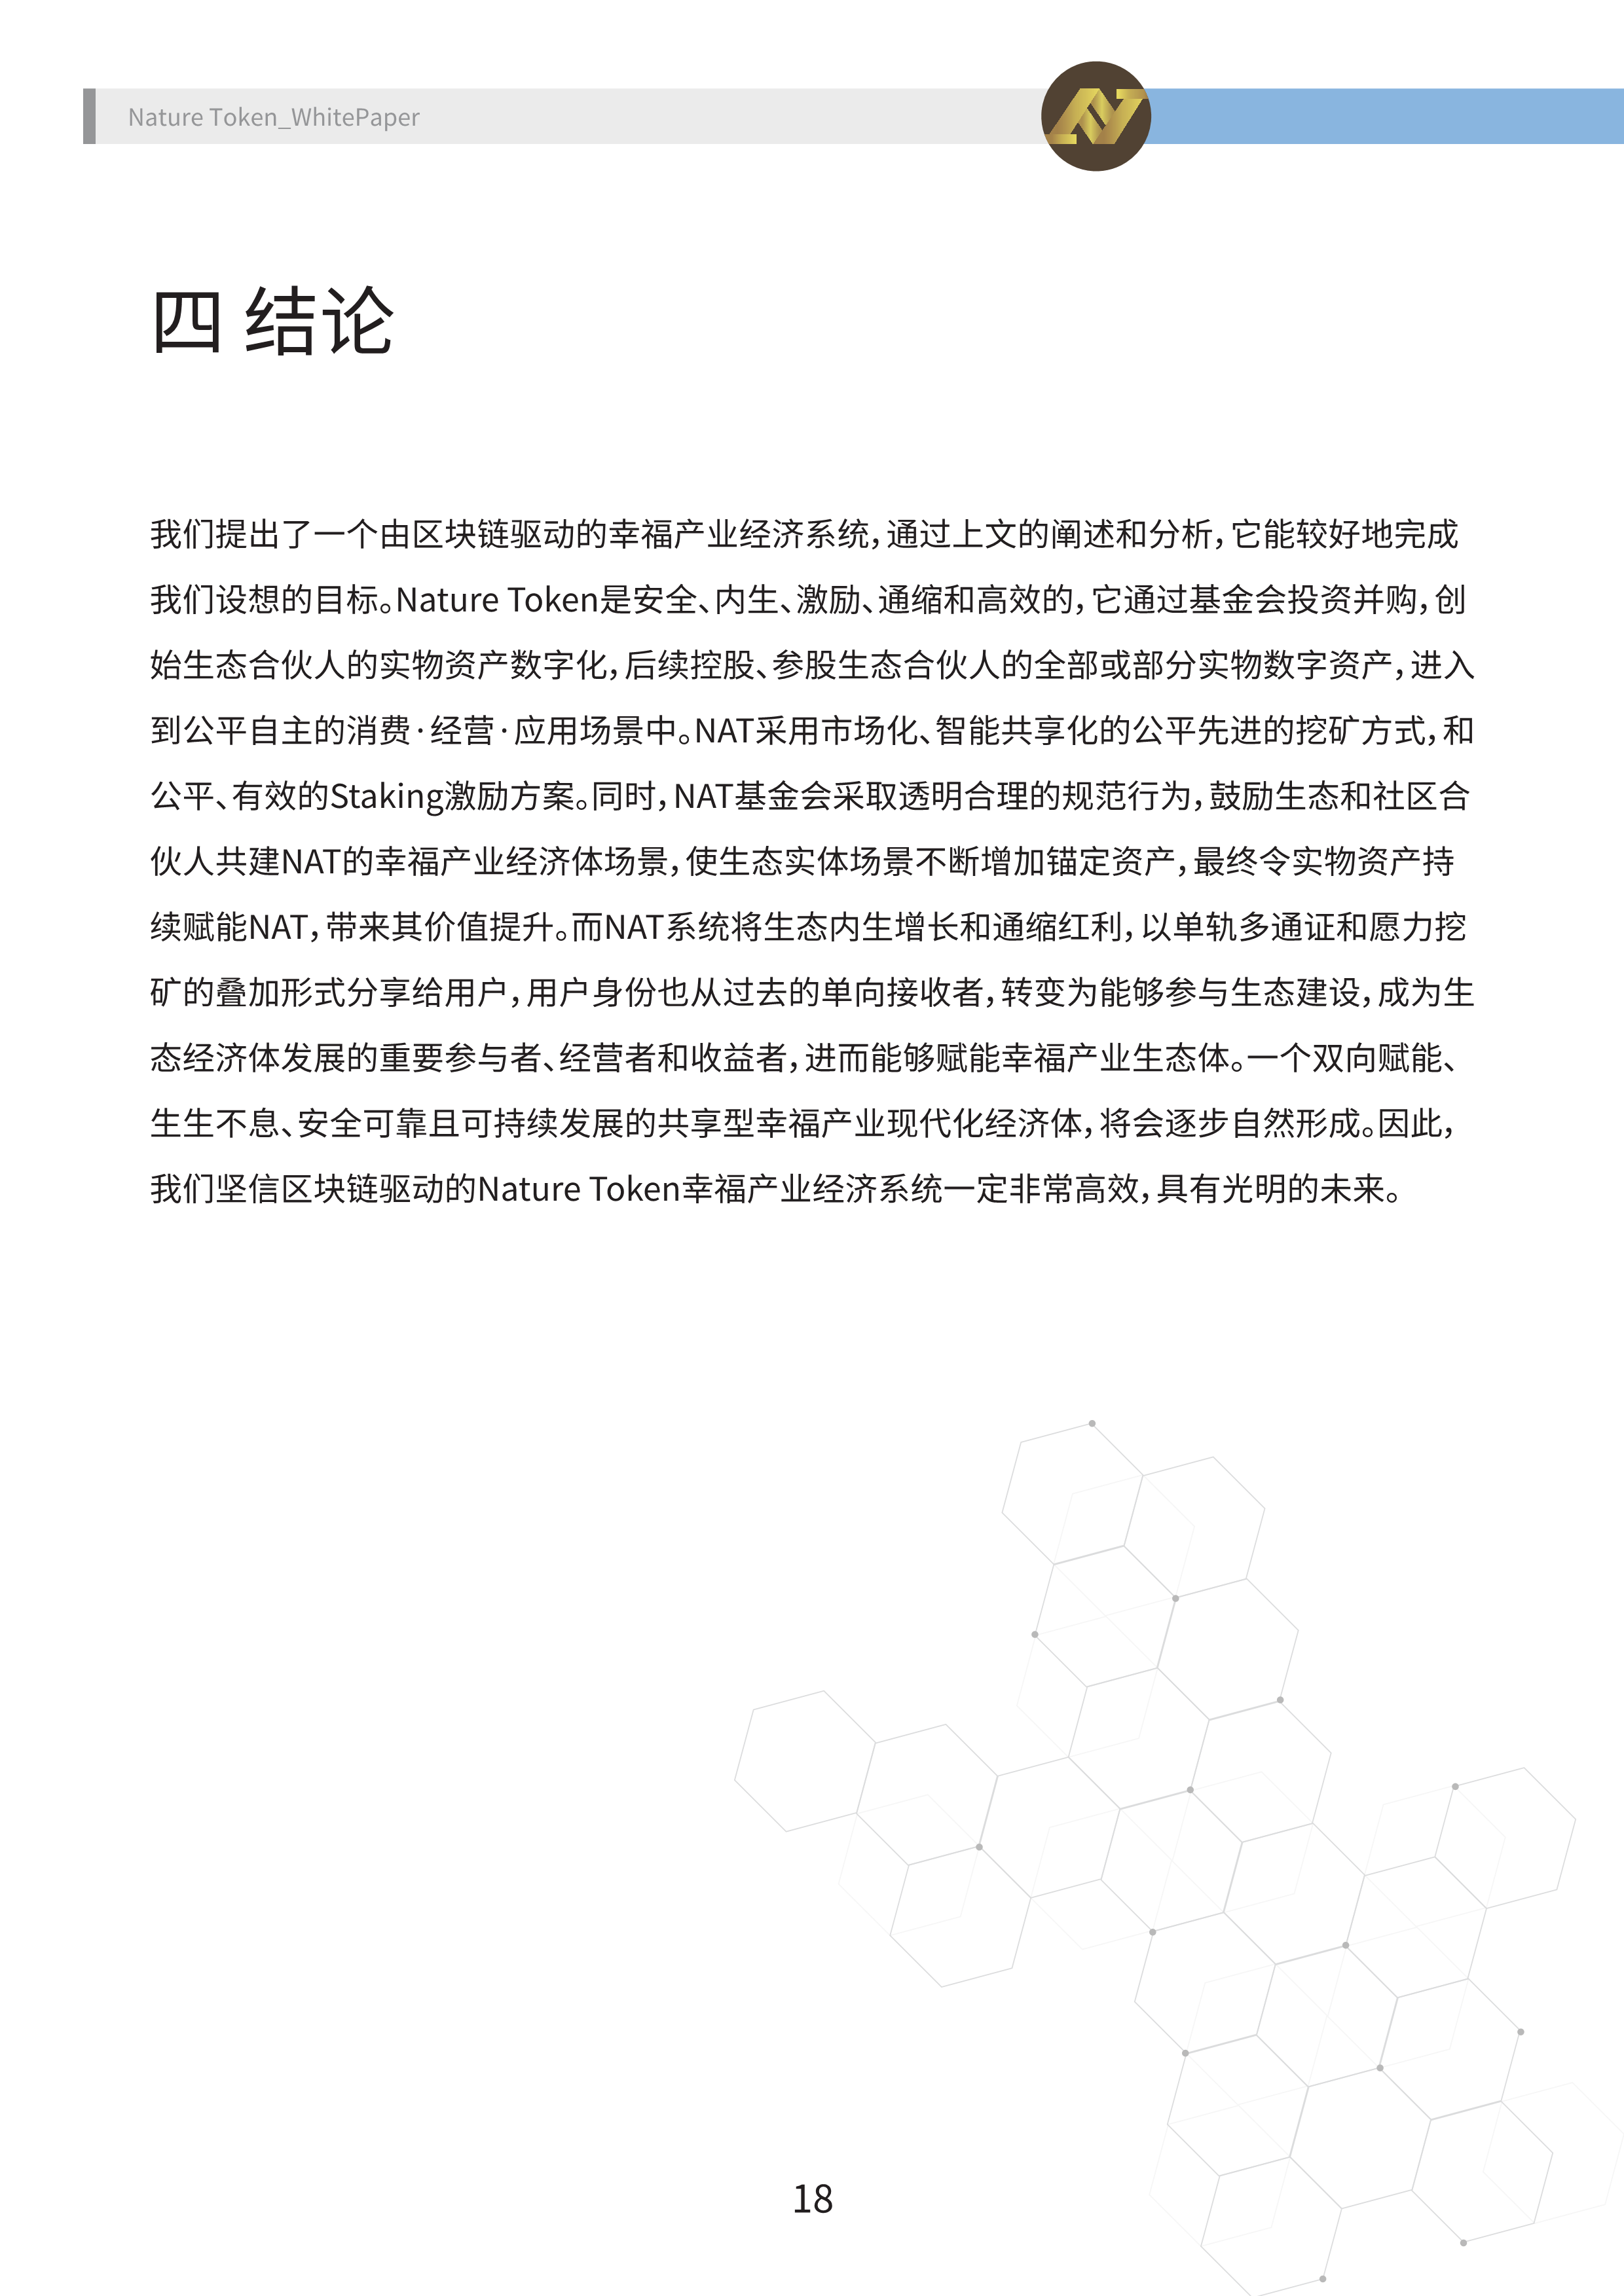 Nature Token_WhitePaper
四 结论
我们提出了一个由区块链驱动的幸福产业经济系统，通过上文的阐述和分析，它能较好地完成
我们设想的目标。Nature Token是安全、内生、激励、通缩和高效的，它通过基金会投资并购，创
始生态合伙人的实物资产数字化，后续控股、参股生态合伙人的全部或部分实物数字资产，进入
到公平自主的消费·经营·应用场景中。NAT采用市场化、智能共享化的公平先进的挖矿方式，和
公平、有效的Staking激励方案。同时，NAT基金会采取透明合理的规范行为，鼓励生态和社区合
伙人共建NAT的幸福产业经济体场景，使生态实体场景不断增加锚定资产，最终令实物资产持
续赋能NAT，带来其价值提升。而NAT系统将生态内生增长和通缩红利，以单轨多通证和愿力挖
矿的叠加形式分享给用户，用户身份也从过去的单向接收者，转变为能够参与生态建设，成为生
态经济体发展的重要参与者、经营者和收益者，进而能够赋能幸福产业生态体。一个双向赋能、
生生不息、安全可靠且可持续发展的共享型幸福产业现代化经济体，将会逐步自然形成。因此，
我们坚信区块链驱动的Nature Token幸福产业经济系统一定非常高效，具有光明的未来。
18